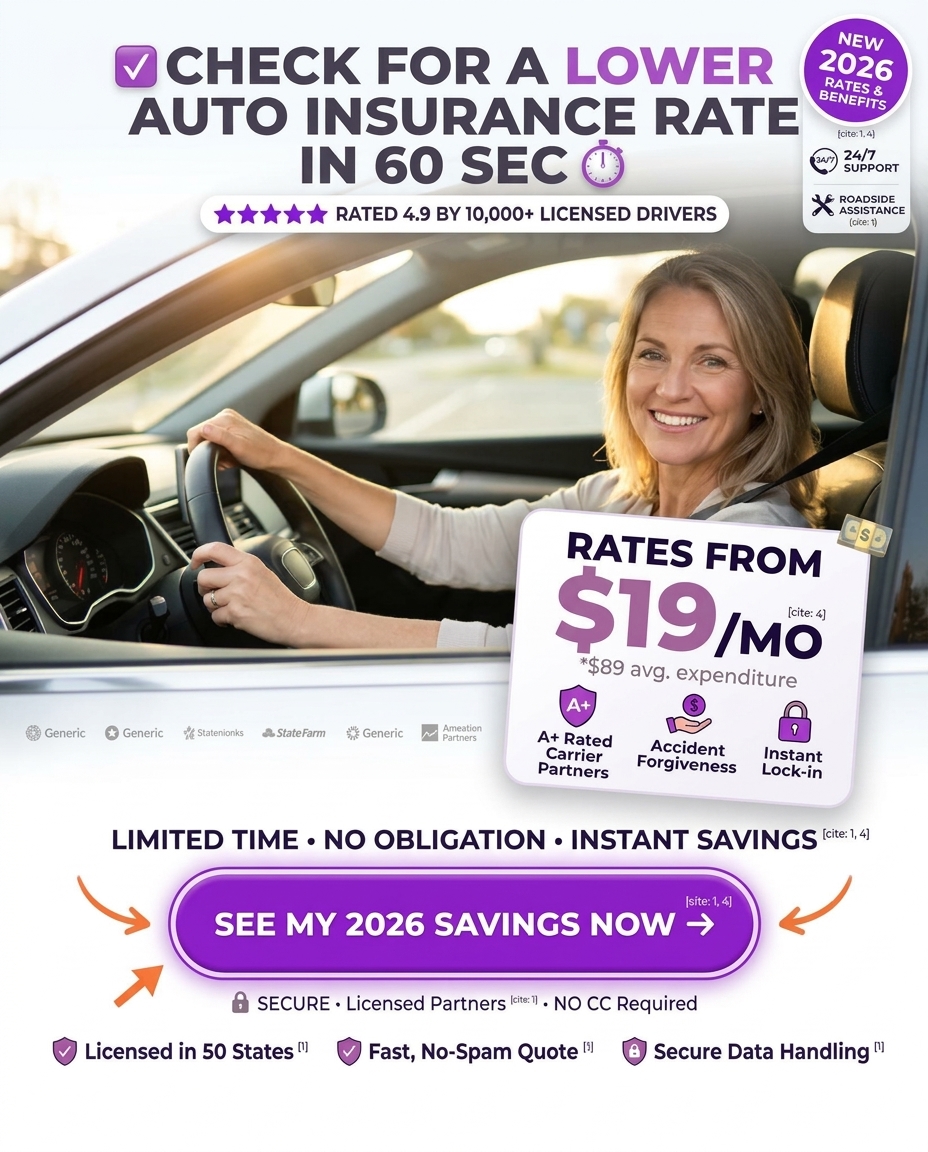 CHECK FOR A LOWER
AUTO INSURANCE RATE
IN 60 SEC
RATED 4.9 BY 10,000+ LICENSED DRIVERS
NEW
2026
RATES &
BENEFITS
[cite: 1, 4]
24/7
SUPPORT
ROADSIDE
ASSISTANCE
(cite: 1)
RATES FROM
$19/MO
[cite: 4]
*$89 avg. expenditure
A+
A+ Rated
Carrier
Partners
$
Accident
Forgiveness
Instant
Lock-in
Generic
Generic
Statenionks
StateFarm
Generic
Ameation
Partners
LIMITED TIME • NO OBLIGATION • INSTANT SAVINGS [cite: 1, 4]
SEE MY 2026 SAVINGS NOW → [site: 1, 4]
SECURE • Licensed Partners [cite: 1] • NO CC Required
Licensed in 50 States [1]
Fast, No-Spam Quote
Secure Data Handling [1]